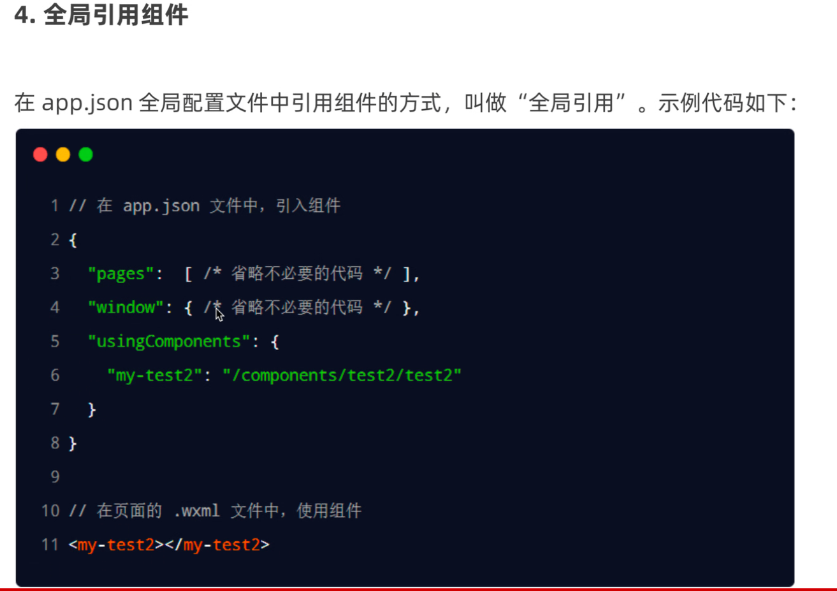 4. 全局引用组件
在 app.json 全局配置文件中引用组件的方式，叫做“全局引用”。示例代码如下：
1 // 在 app.json 文件中，引入组件
2 {
3   "pages":  [ /* 省略不必要的代码 */ ],
4   "window": { /* 省略不必要的代码 */ },
5   "usingComponents": {
6     "my-test2": "/components/test2/test2"
7   }
8 }
9
10 // 在页面的 .wxml 文件中，使用组件
11 <my-test2></my-test2>